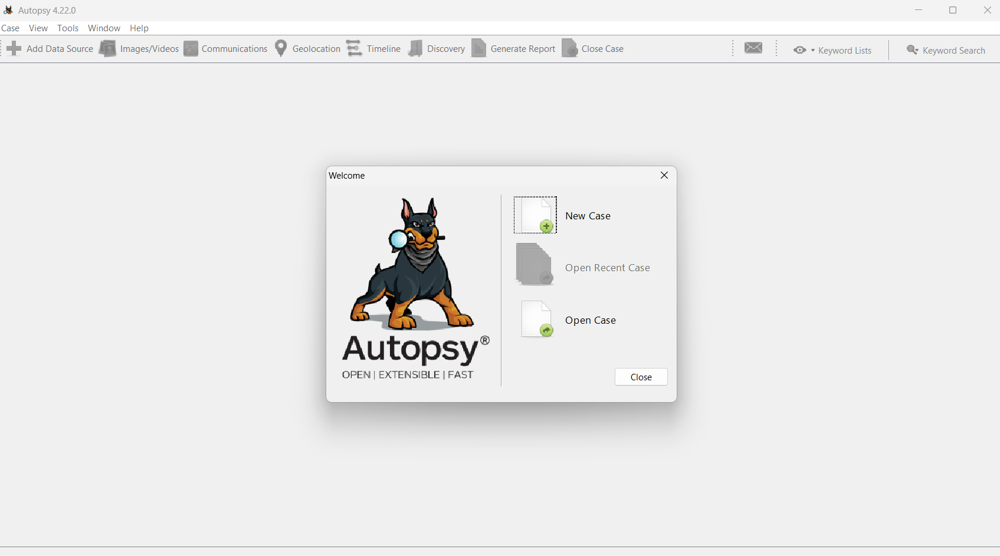 Autopsy 4.22.0
Case View Tools Window Help
Add Data Source Images/Videos Communications Geolocation Timeline Discovery Generate Report Close Case Keyword Lists Keyword Search
Welcome
New Case
Open Recent Case
Open Case
Autopsy®
OPEN | EXTENSIBLE | FAST
Close